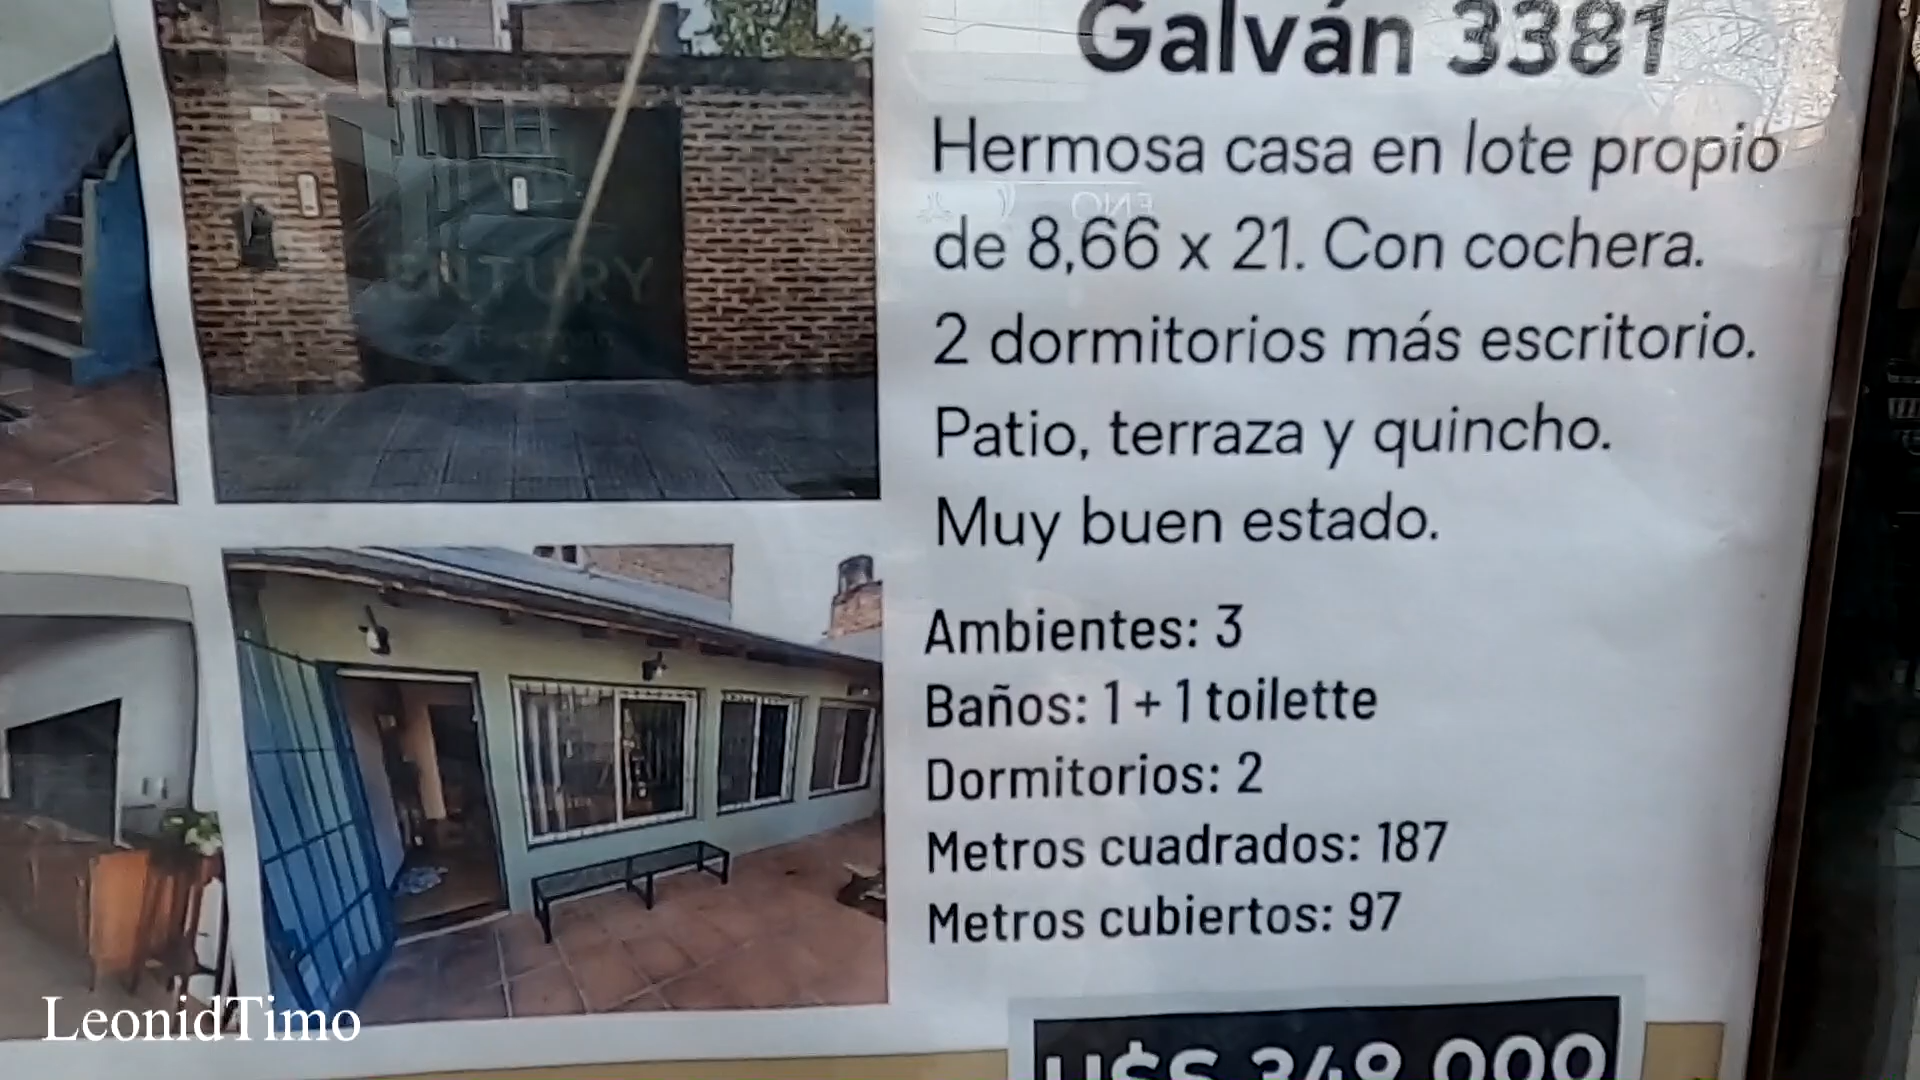 Galván 3381
Hermosa casa en lote propio
de 8,66 x 21. Con cochera.
2 dormitorios más escritorio.
Patio, terraza y quincho.
Muy buen estado.
Ambientes: 3
Baños: 1 + 1 toilette
Dormitorios: 2
Metros cuadrados: 187
Metros cubiertos: 97
U$S 349.000
LeonidTimo